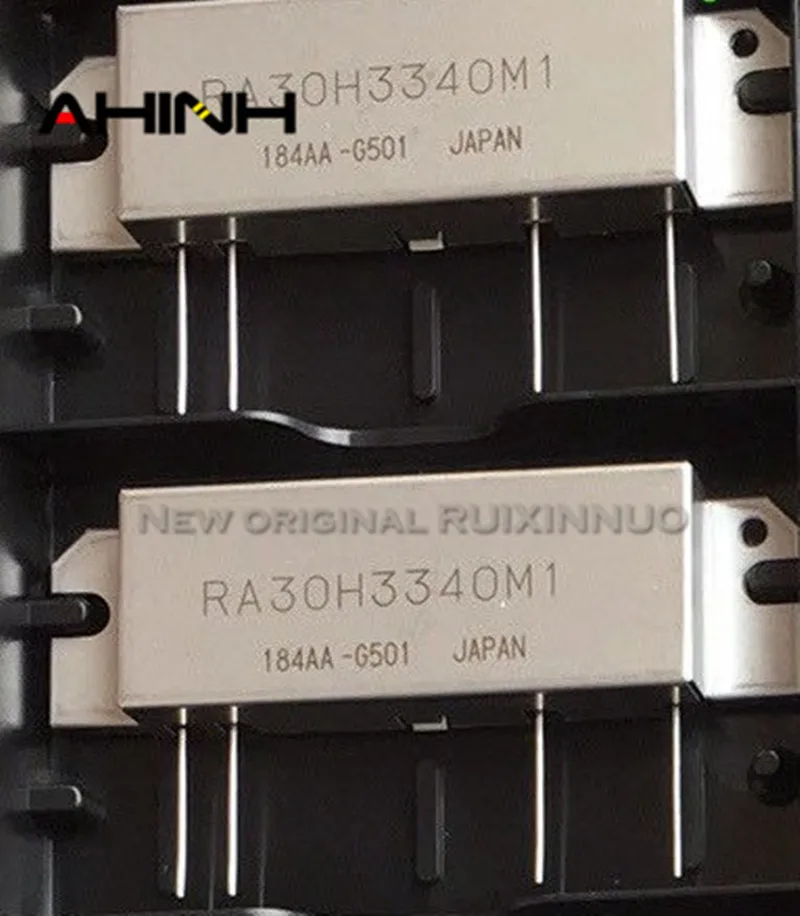 RA30H3340M1
AHINH
184AA-G501 JAPAN
NEW ORIGINAL RUIXINNUO
RA30H3340M1
184AA-G501 JAPAN